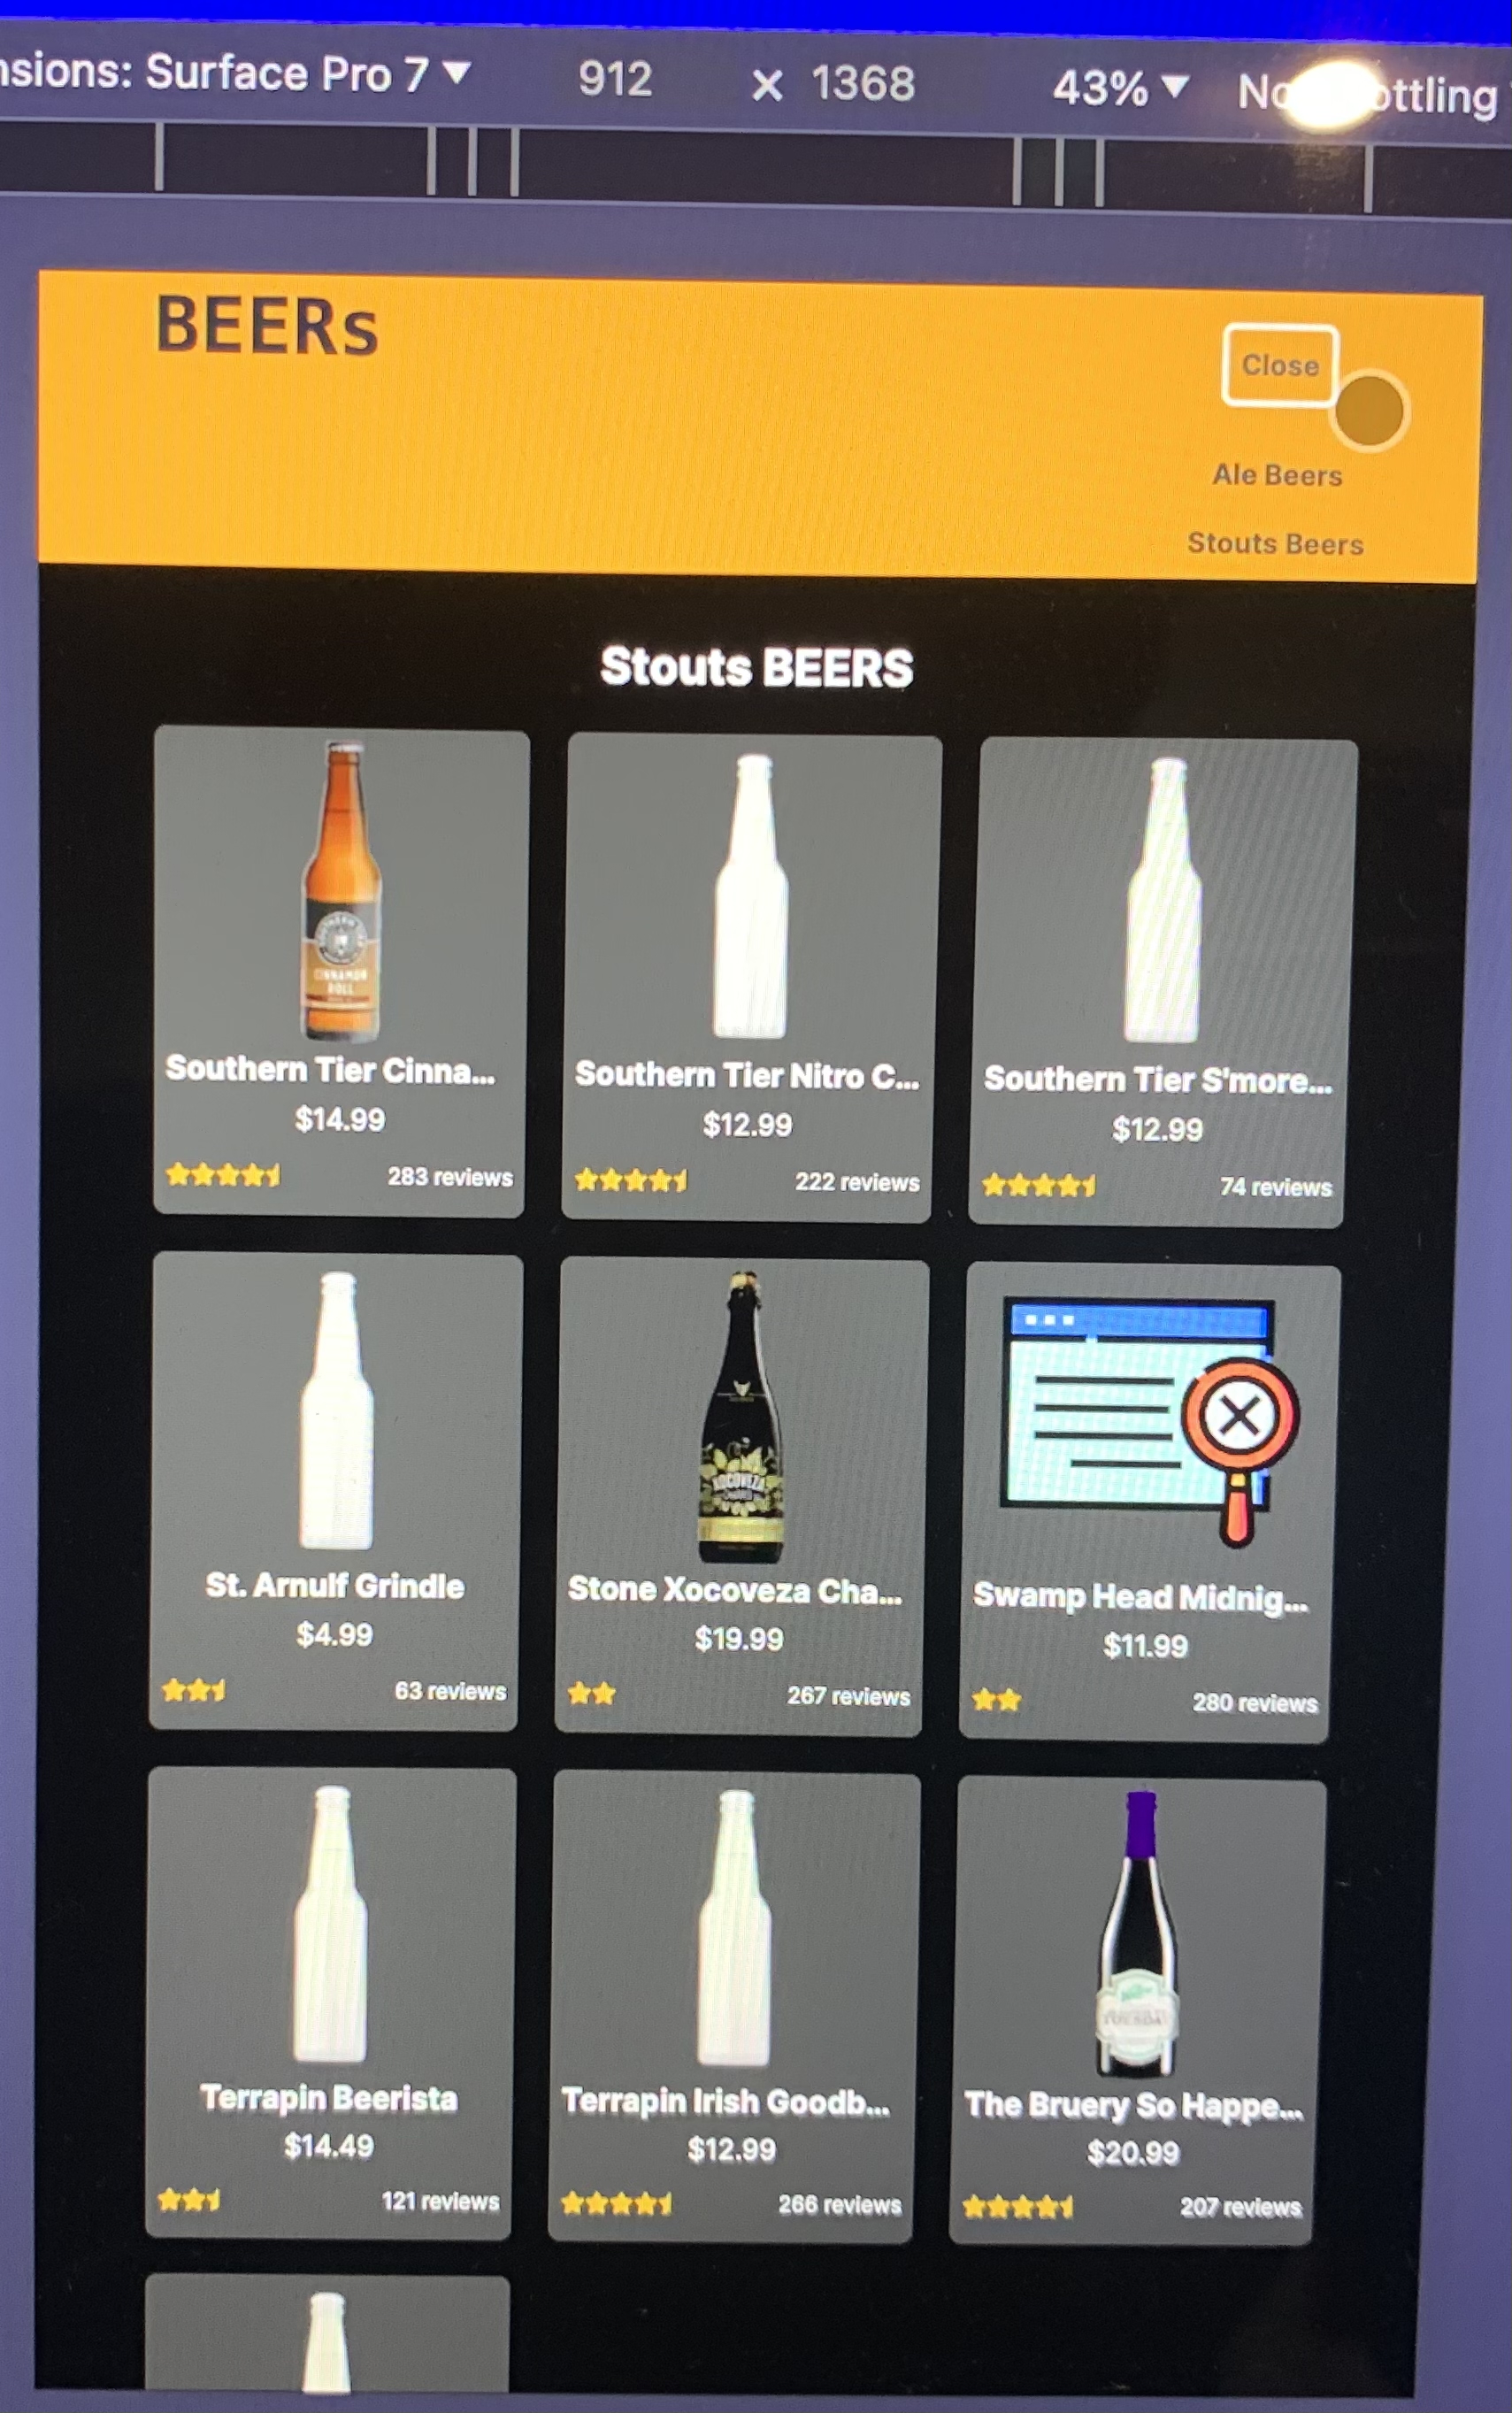 nsions: Surface Pro 7 912 x 1368 43%
BEERs
Close
Ale Beers
Stouts Beers
Stouts BEERS
CINNAMON
ROLL
Southern Tier Cinna... Southern Tier Nitro C... Southern Tier S'more...
$14.99 $12.99 $12.99
283 reviews 222 reviews 74 reviews
XOCOVEZA
St. Arnulf Grindle Stone Xocoveza Cha... Swamp Head Midnig...
$4.99 $19.99 $11.99
63 reviews 267 reviews 280 reviews
TUESDAY
Terrapin Beerista Terrapin Irish Goodb... The Bruery So Happe...
$14.49 $12.99 $20.99
121 reviews 266 reviews 207 reviews